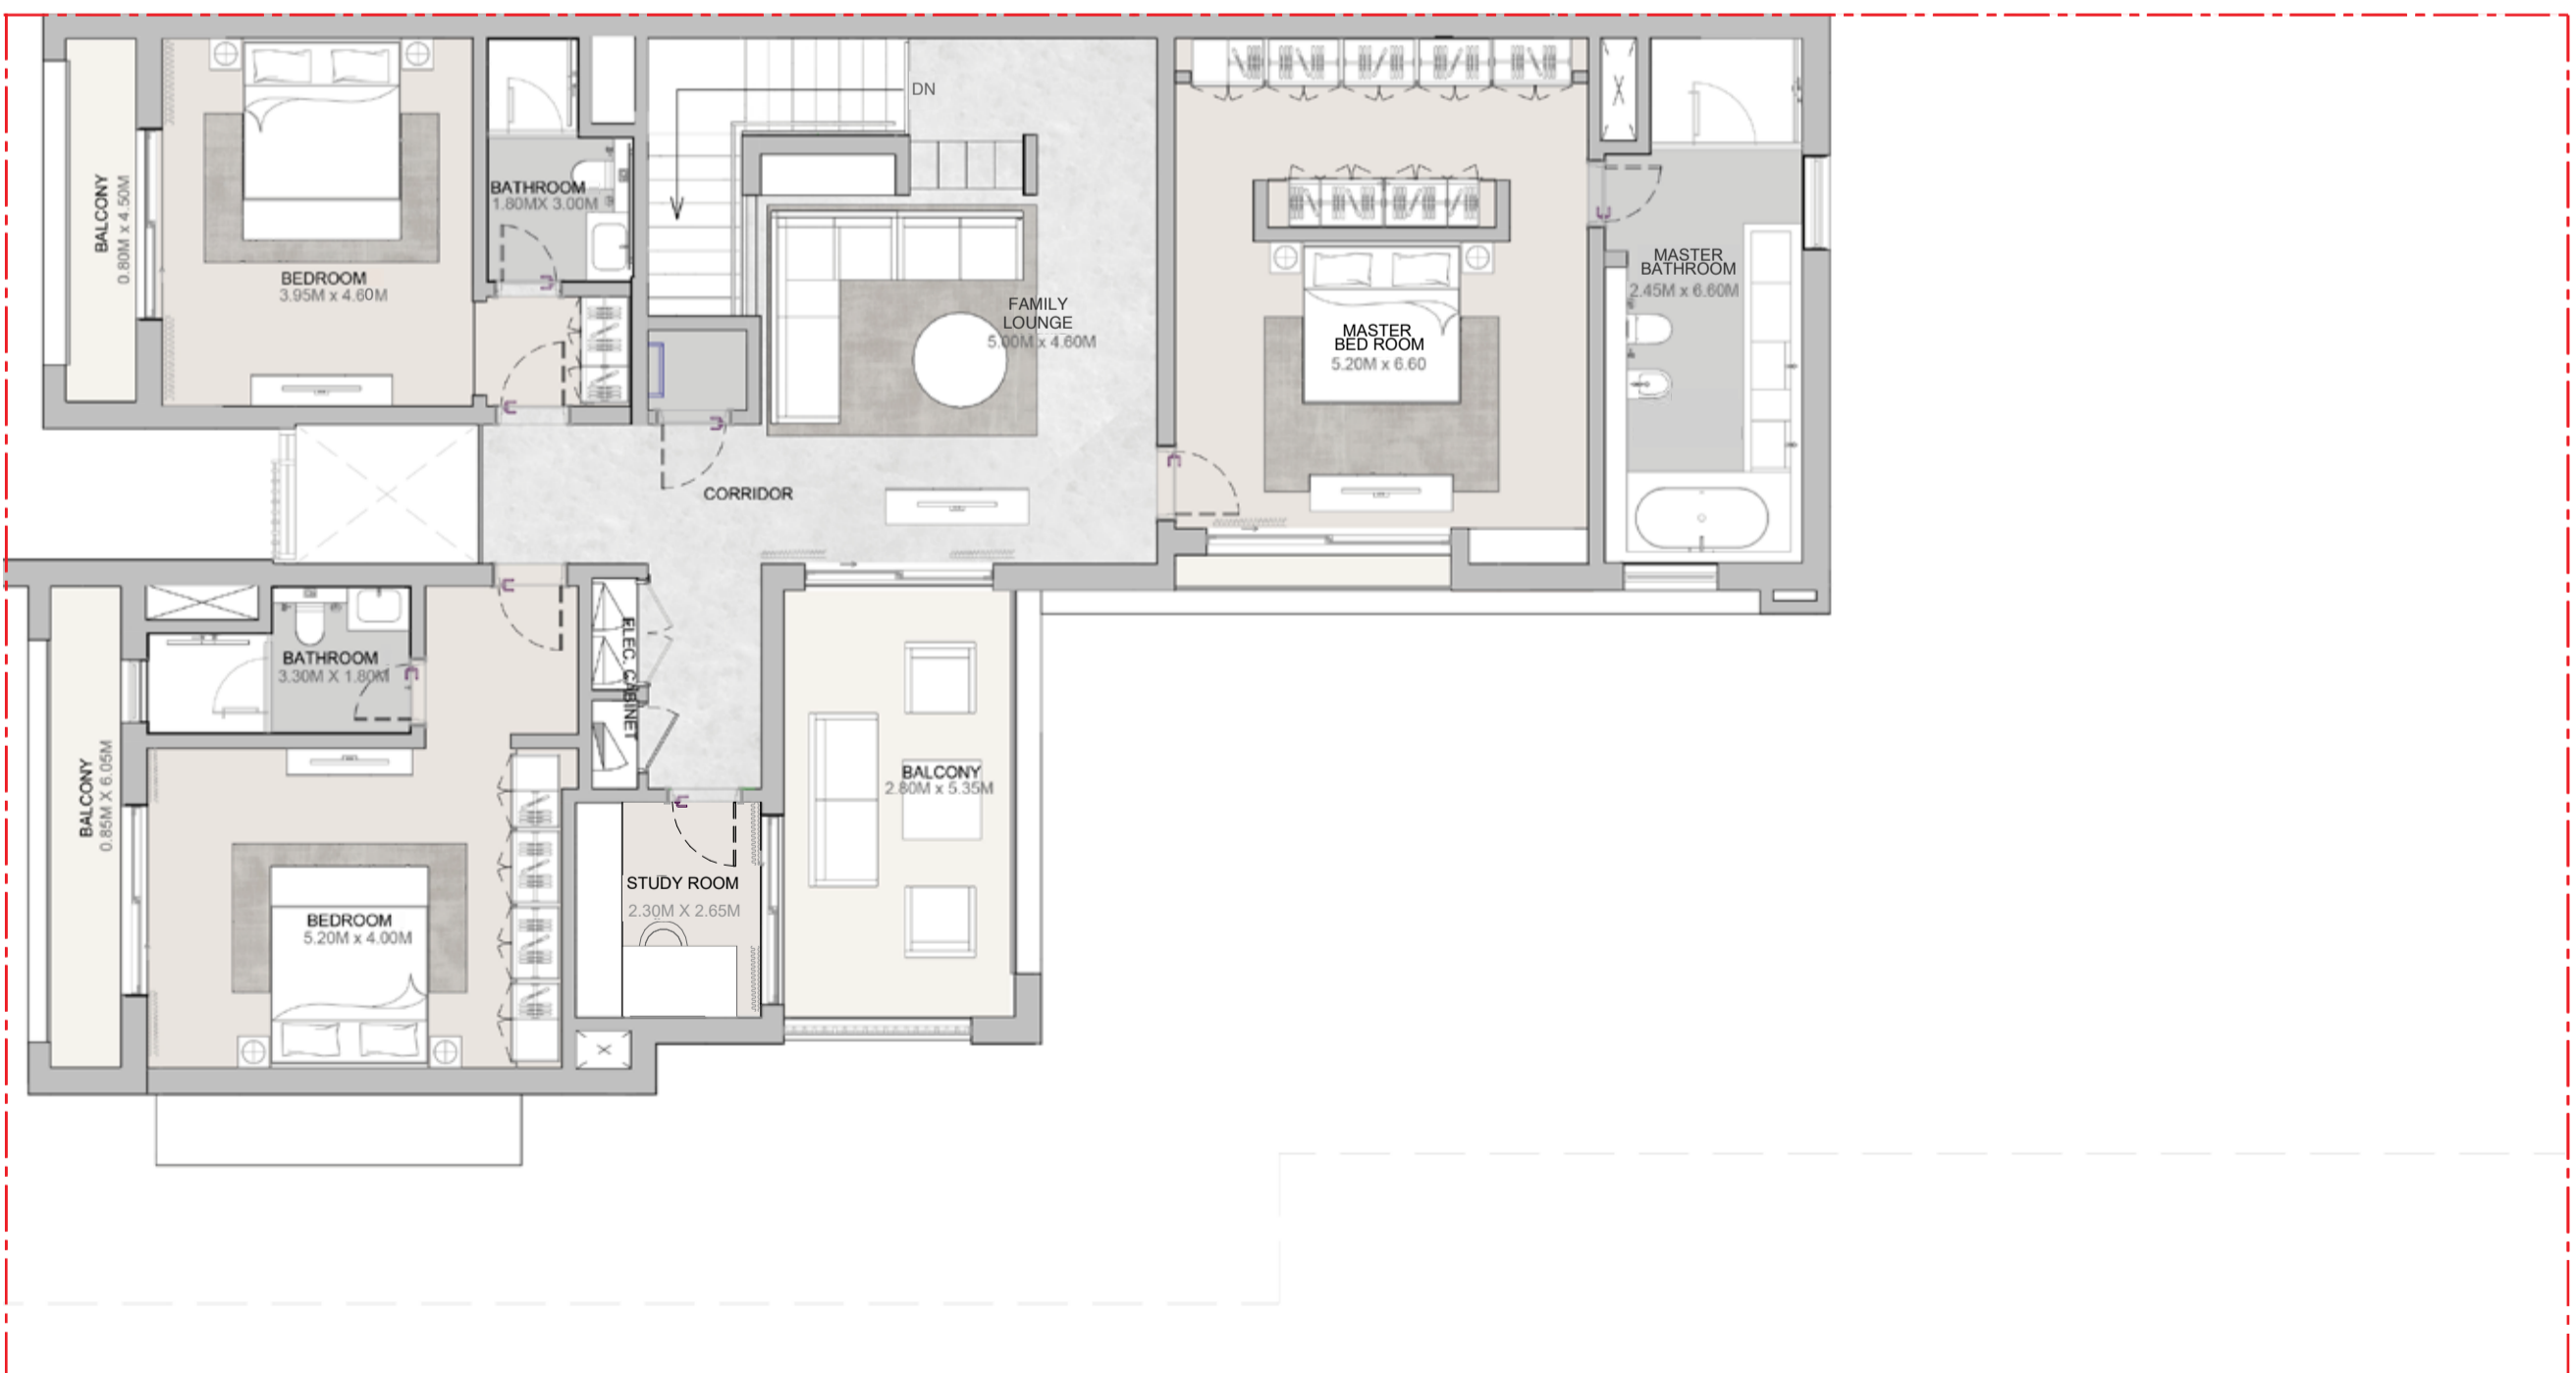 DN
BALCONY
0.80M x 4.50M
BEDROOM
3.95M x 4.60M
BATHROOM
1.80MX 3.00M
FAMILY
LOUNGE
5.00M x 4.60M
MASTER
BED ROOM
5.20M x 6.60
MASTER
BATHROOM
2.45M x 6.60M
CORRIDOR
BATHROOM
3.30M X 1.80M
ELEC. CABINET
BALCONY
0.85M X 6.05M
BALCONY
2.80M x 5.35M
STUDY ROOM
2.30M X 2.65M
BEDROOM
5.20M x 4.00M